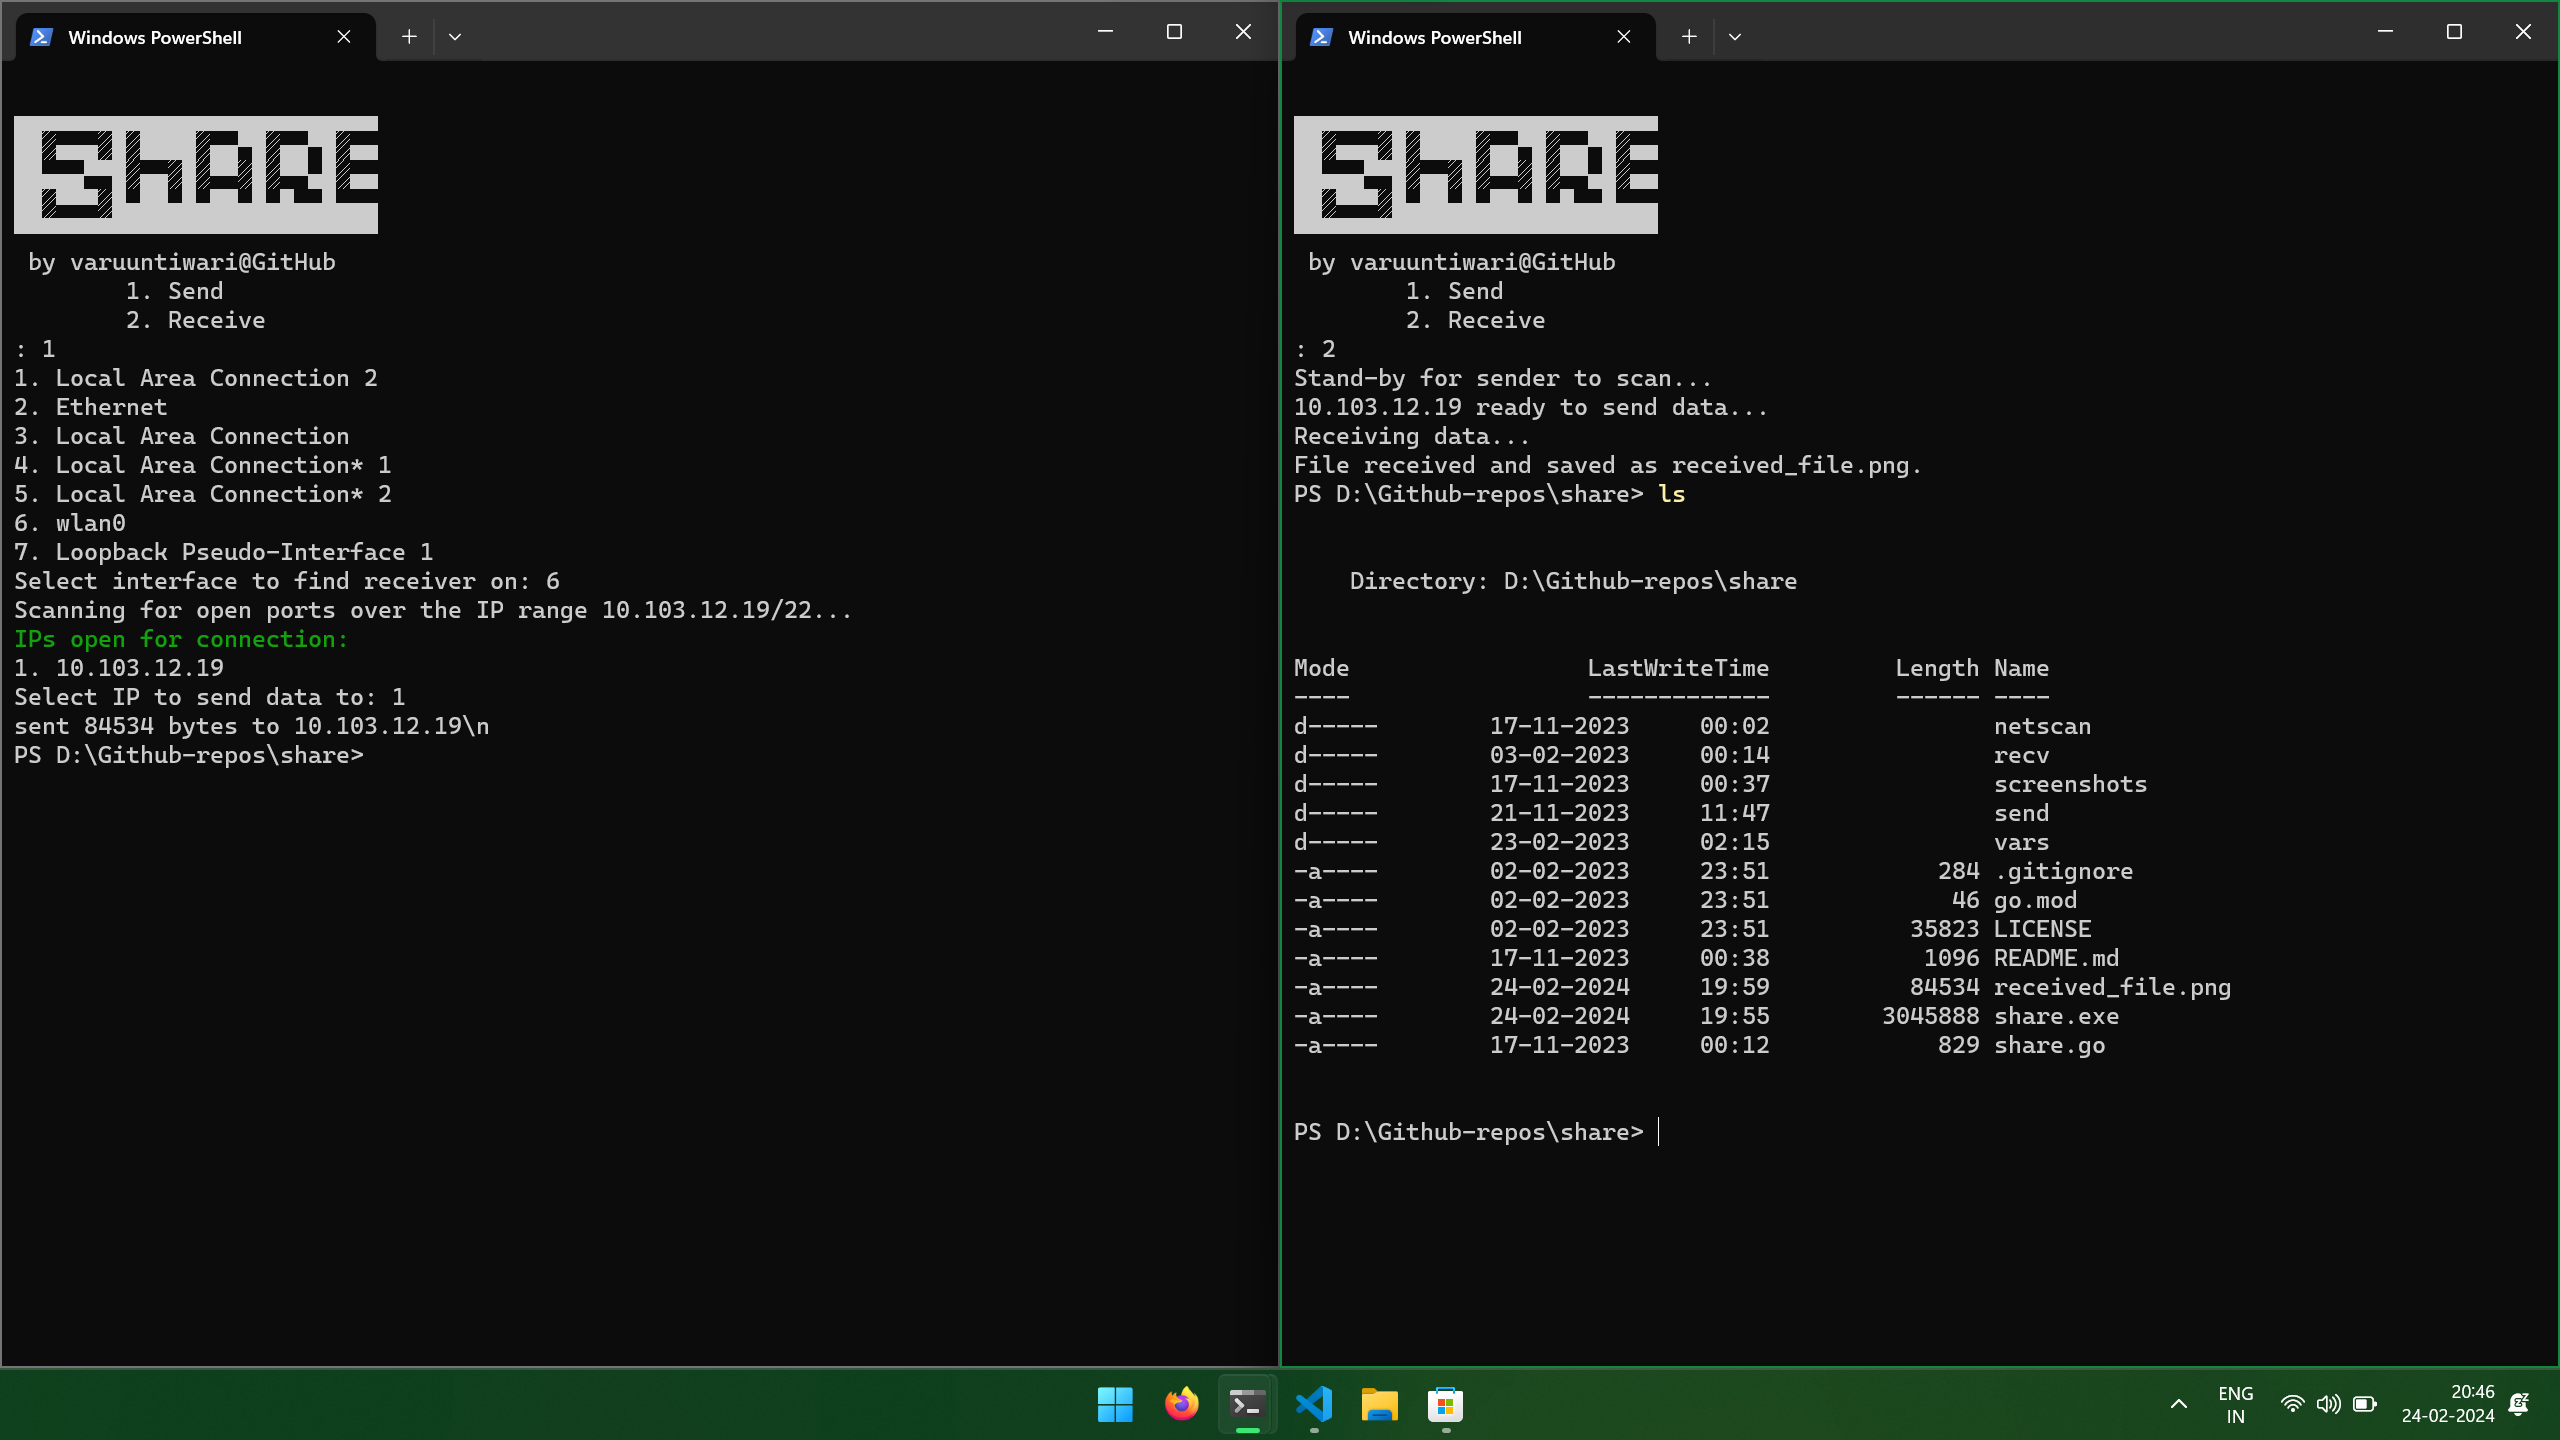 Windows PowerShell
ShARE
by varuuntiwari@GitHub
1. Send
2. Receive
: 1
1. Local Area Connection 2
2. Ethernet
3. Local Area Connection
4. Local Area Connection* 1
5. Local Area Connection* 2
6. wlan0
7. Loopback Pseudo-Interface 1
Select interface to find receiver on: 6
Scanning for open ports over the IP range 10.103.12.19/22...
IPs open for connection:
1. 10.103.12.19
Select IP to send data to: 1
sent 84534 bytes to 10.103.12.19\n
PS D:\Github-repos\share>
Windows PowerShell
ShARE
by varuuntiwari@GitHub
1. Send
2. Receive
: 2
Stand-by for sender to scan...
10.103.12.19 ready to send data...
Receiving data...
File received and saved as received_file.png.
PS D:\Github-repos\share> ls
Directory: D:\Github-repos\share
Mode LastWriteTime Length Name
---- ------------- ------ ----
d----- 17-11-2023 00:02 netscan
d----- 03-02-2023 00:14 recv
d----- 17-11-2023 00:37 screenshots
d----- 21-11-2023 11:47 send
d----- 23-02-2023 02:15 vars
-a---- 02-02-2023 23:51 284 .gitignore
-a---- 02-02-2023 23:51 46 go.mod
-a---- 02-02-2023 23:51 35823 LICENSE
-a---- 17-11-2023 00:38 1096 README.md
-a---- 24-02-2024 19:59 84534 received_file.png
-a---- 24-02-2024 19:55 3045888 share.exe
-a---- 17-11-2023 00:12 829 share.go
PS D:\Github-repos\share>
ENG
IN
20:46
24-02-2024